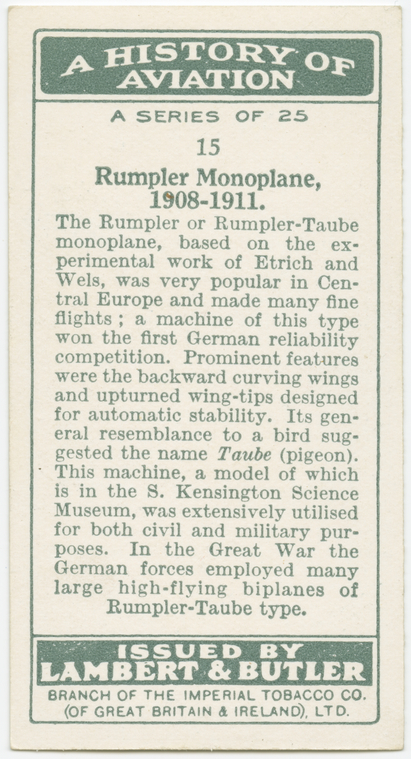 A HISTORY OF
AVIATION
A SERIES OF 25
15
Rumpler Monoplane,
1908-1911.
The Rumpler or Rumpler-Taube
monoplane, based on the ex-
perimental work of Etrich and
Wels, was very popular in Cen-
tral Europe and made many fine
flights ; a machine of this type
won the first German reliability
competition. Prominent features
were the backward curving wings
and upturned wing-tips designed
for automatic stability. Its gen-
eral resemblance to a bird sug-
gested the name Taube (pigeon).
This machine, a model of which
is in the S. Kensington Science
Museum, was extensively utilised
for both civil and military pur-
poses. In the Great War the
German forces employed many
large high-flying biplanes of
Rumpler-Taube type.
ISSUED BY
LAMBERT & BUTLER
BRANCH OF THE IMPERIAL TOBACCO CO.
(OF GREAT BRITAIN & IRELAND), LTD.